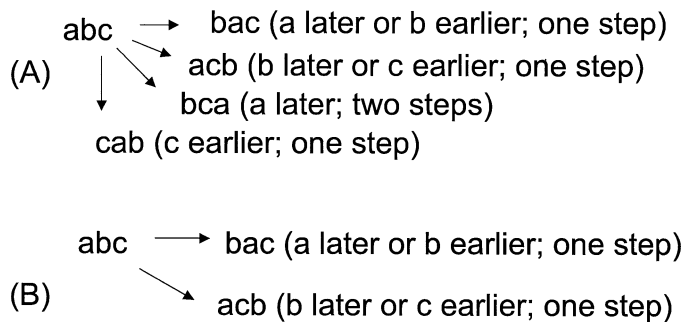 abc bac (a later or b earlier; one step)
(A) acb (b later or c earlier; one step)
bca (a later; two steps)
cab (c earlier; one step)
abc bac (a later or b earlier; one step)
(B) acb (b later or c earlier; one step)